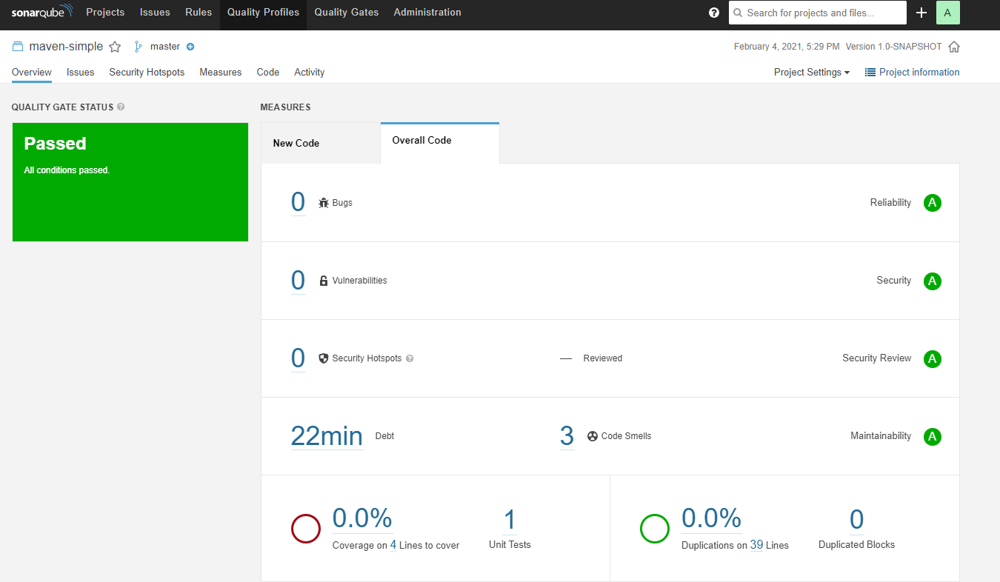 sonarqube Projects Issues Rules Quality Profiles Quality Gates Administration ? Search for projects and files... A
maven-simple master February 4, 2021, 5:29 PM Version 1.0-SNAPSHOT
Overview Issues Security Hotspots Measures Code Activity Project Settings Project information
QUALITY GATE STATUS ? MEASURES
Passed
All conditions passed.
New Code Overall Code
0 Bugs Reliability A
0 Vulnerabilities Security A
0 Security Hotspots ? — Reviewed Security Review A
22min Debt 3 Code Smells Maintainability A
0.0% 1 0.0% 0
Coverage on 4 Lines to cover Unit Tests Duplications on 39 Lines Duplicated Blocks